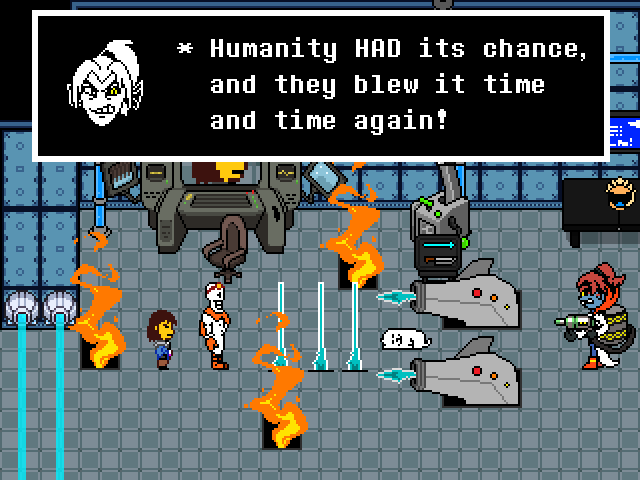 * Humanity HAD its chance,
and they blew it time
and time again!